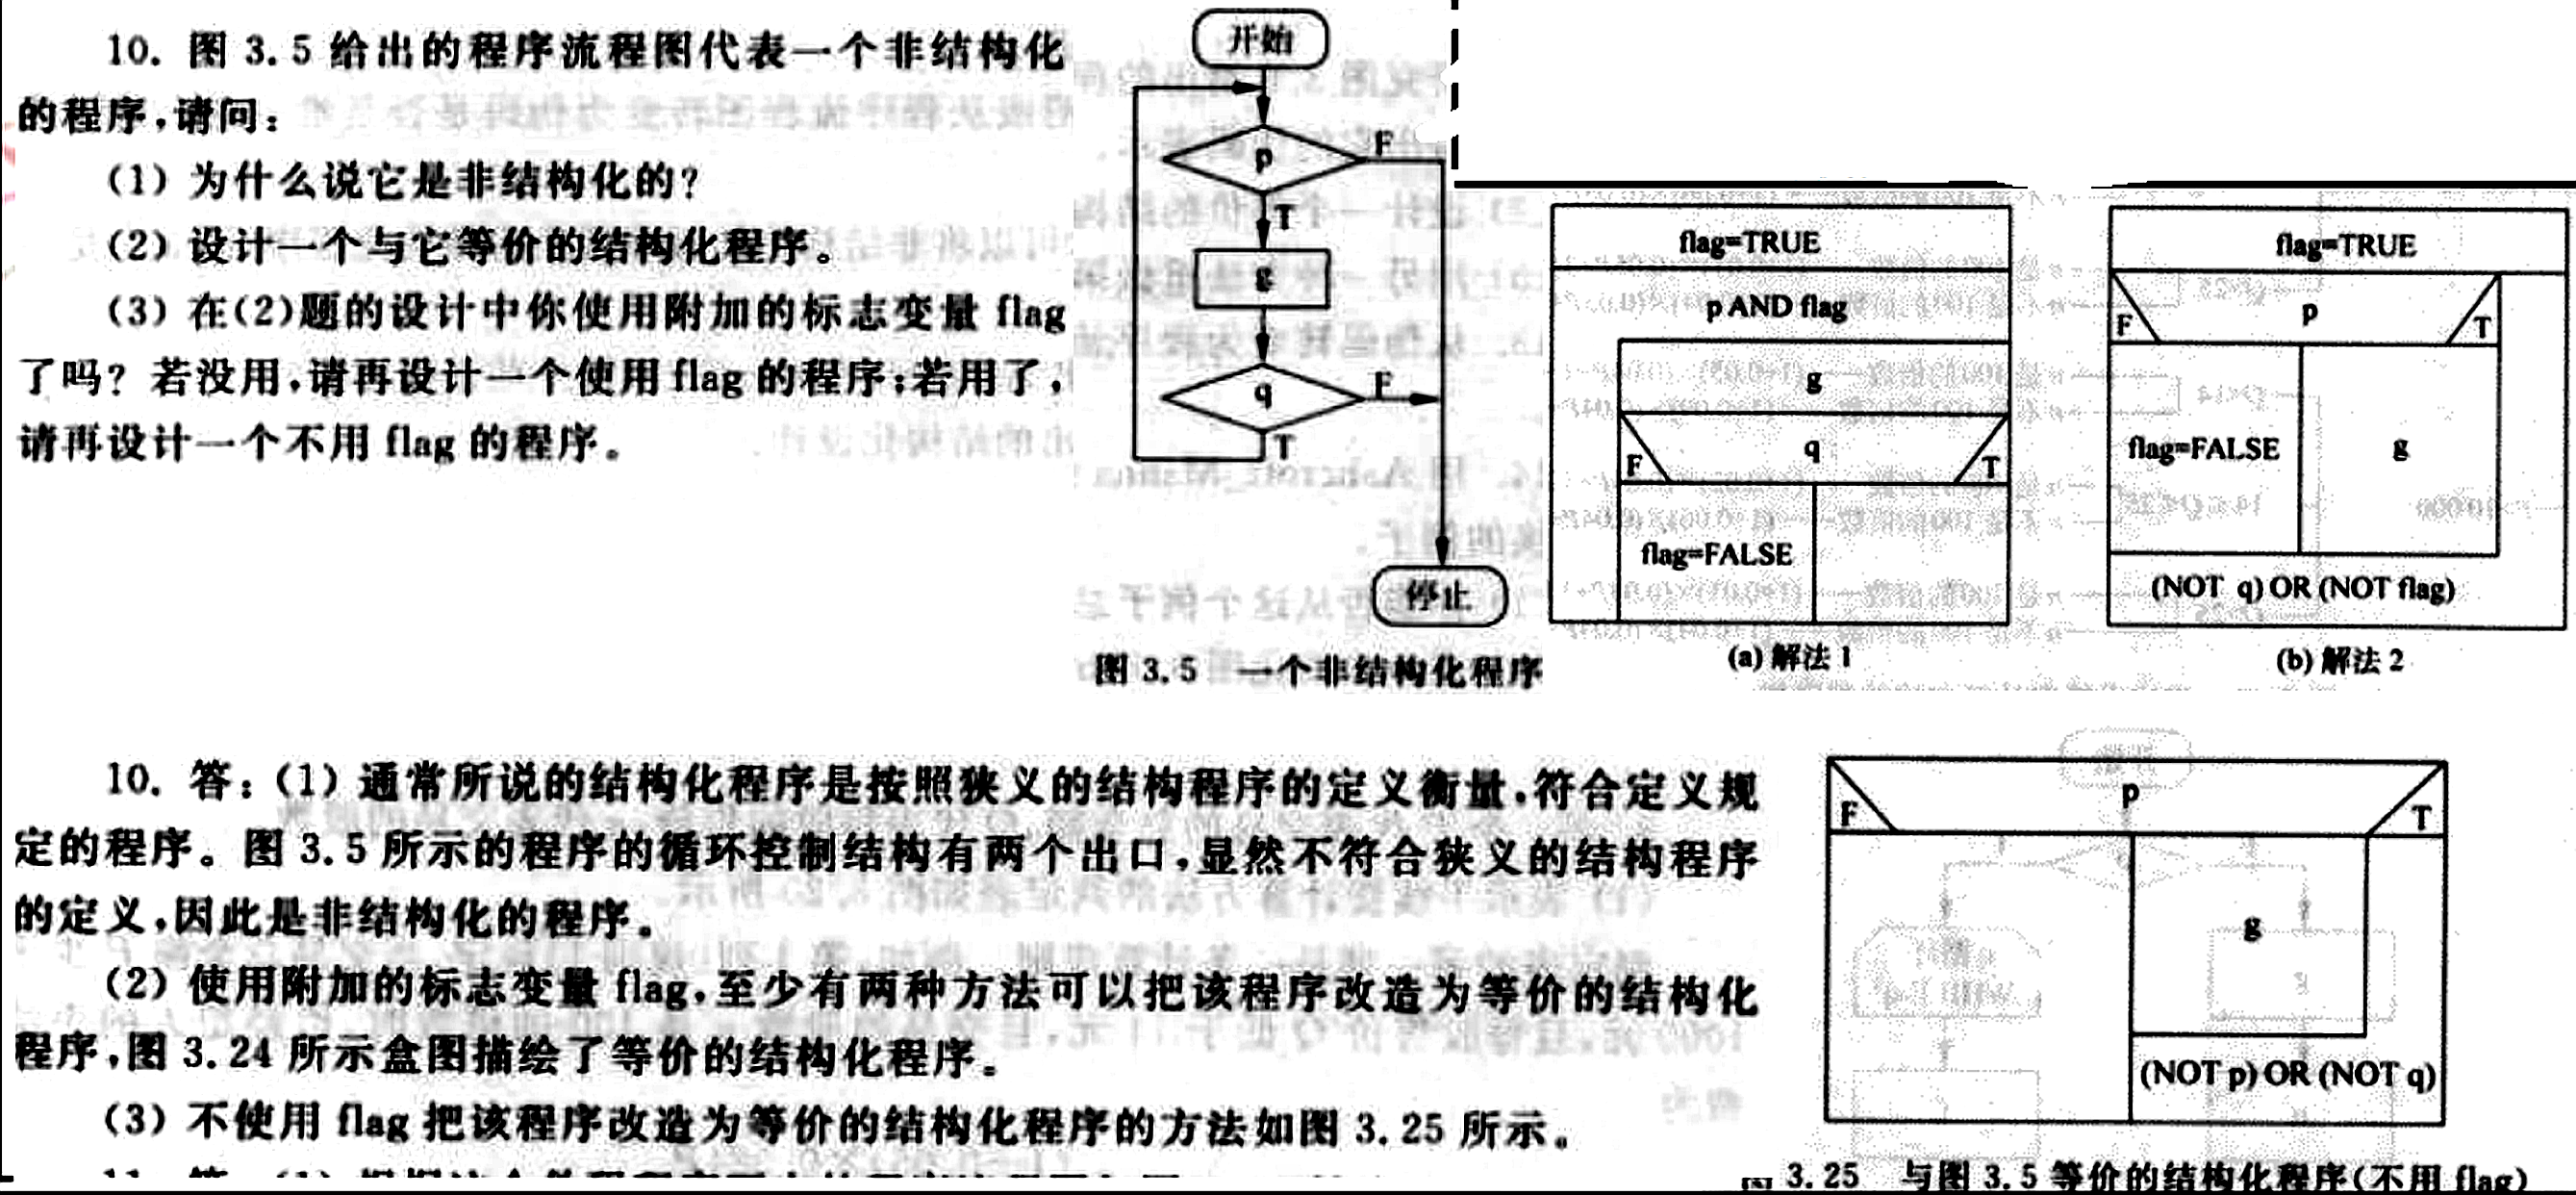 10. 图 3.5 给出的程序流程图代表一个非结构化
的程序,请问:
(1) 为什么说它是非结构化的?
(2) 设计一个与它等价的结构化程序。
(3) 在(2)题的设计中你使用附加的标志变量 flag
了吗? 若没用,请再设计一个使用 flag 的程序;若用了,
请再设计一个不用 flag 的程序。
开始
p
F
T
g
q
F
T
停止
图 3.5 一个非结构化程序
flag=TRUE
p AND flag
g
q
F
T
flag=FALSE
(a) 解法 1
flag=TRUE
p
F
T
flag=FALSE
g
(NOT q) OR (NOT flag)
(b) 解法 2
10. 答:(1) 通常所说的结构化程序是按照狭义的结构程序的定义衡量,符合定义规
定的程序。图 3.5 所示的程序的循环控制结构有两个出口,显然不符合狭义的结构程序
的定义,因此是非结构化的程序。
(2) 使用附加的标志变量 flag,至少有两种方法可以把该程序改造为等价的结构化
程序,图 3.24 所示盒图描绘了等价的结构化程序。
(3) 不使用 flag 把该程序改造为等价的结构化程序的方法如图 3.25 所示。
p
F
T
g
(NOT p) OR (NOT q)
3.25 与图 3.5 等价的结构化程序(不用 flag)